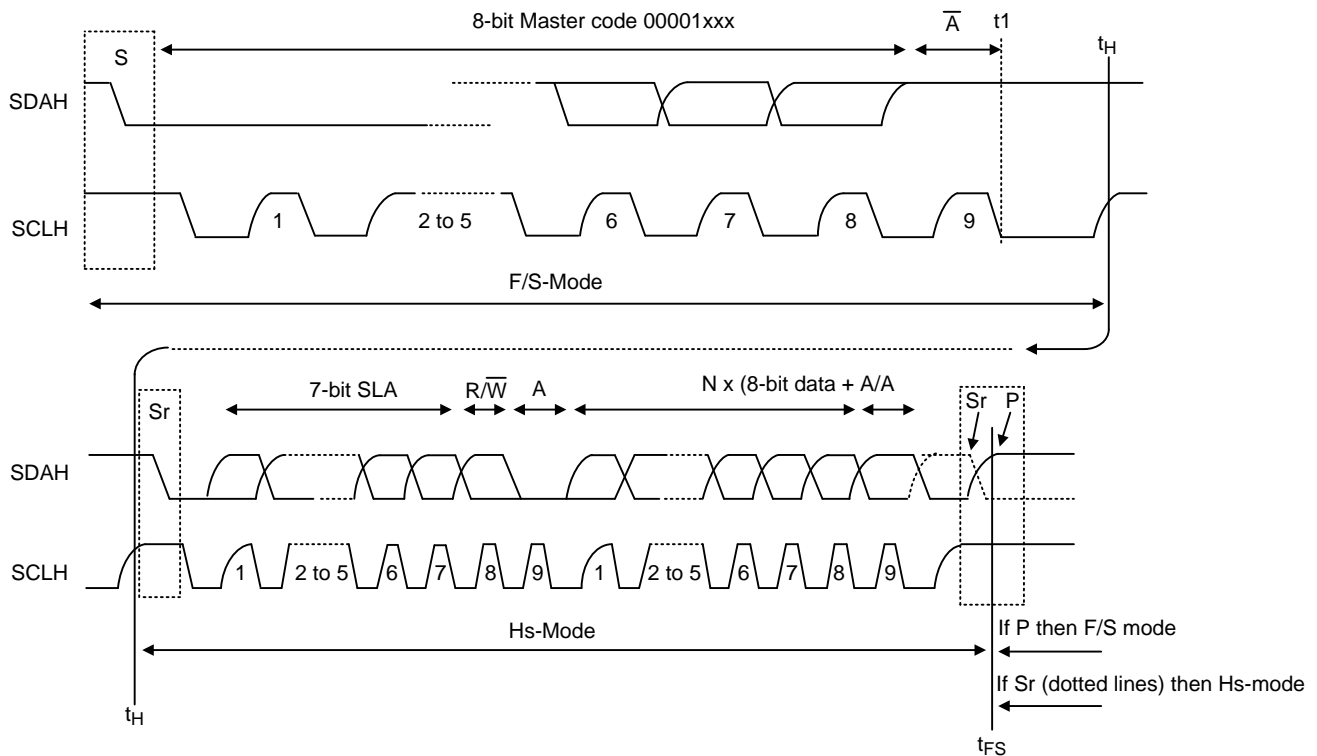 8-bit Master code 00001xxx
A
t1
tH
S
SDAH
SCLH
1
2 to 5
6
7
8
9
F/S-Mode
7-bit SLA
R/W
A
N x (8-bit data + A/A
Sr
Sr
P
SDAH
SCLH
1
2 to 5
6
7
8
9
1
2 to 5
6
7
8
9
Hs-Mode
If P then F/S mode
If Sr (dotted lines) then Hs-mode
tH
tFS